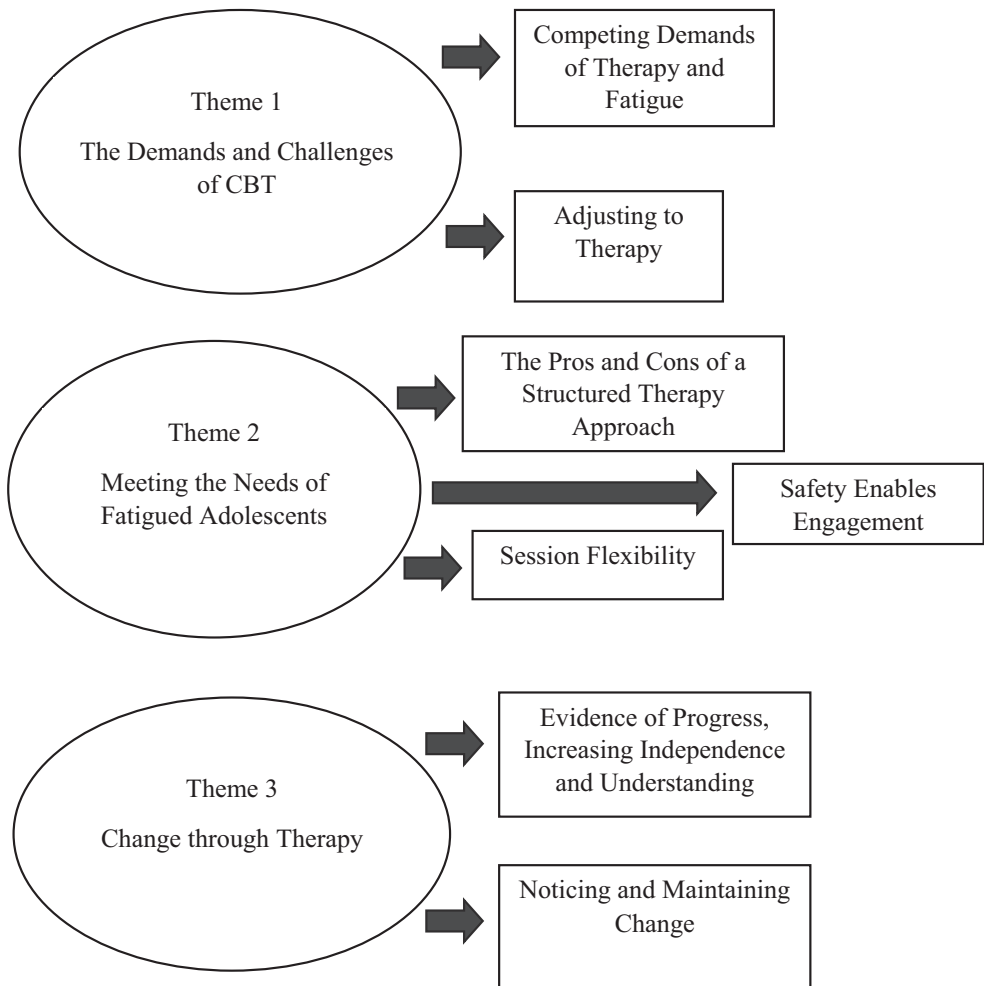 Theme 1
The Demands and Challenges
of CBT
Competing Demands
of Therapy and
Fatigue
Adjusting to
Therapy
Theme 2
Meeting the Needs of
Fatigued Adolescents
The Pros and Cons of a
Structured Therapy
Approach
Safety Enables
Engagement
Session Flexibility
Theme 3
Change through Therapy
Evidence of Progress,
Increasing Independence
and Understanding
Noticing and Maintaining
Change